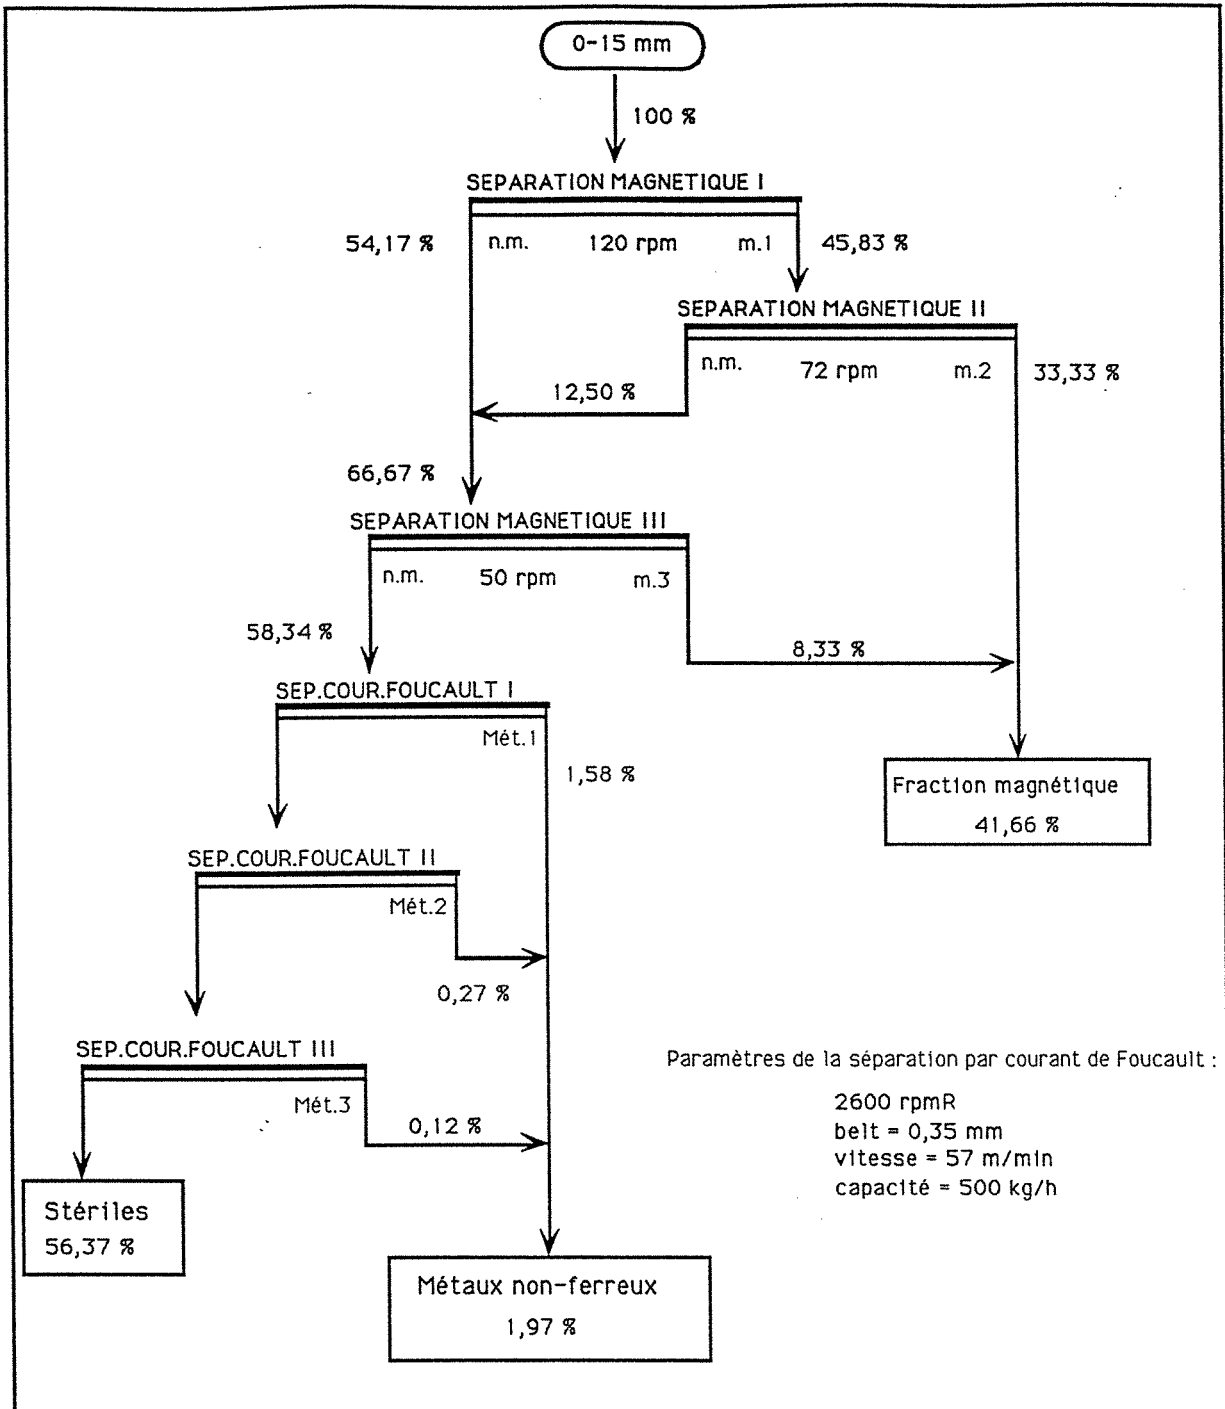 0-15 mm
100 %
SEPARATION MAGNETIQUE I
54,17 %
n.m.
120 rpm
m.1
45,83 %
SEPARATION MAGNETIQUE II
n.m.
72 rpm
m.2
33,33 %
12,50 %
66,67 %
SEPARATION MAGNETIQUE III
n.m.
50 rpm
m.3
58,34 %
8,33 %
SEP.COUR.FOUCAULT I
Mét.1
1,58 %
Fraction magnétique
41,66 %
SEP.COUR.FOUCAULT II
Mét.2
0,27 %
SEP.COUR.FOUCAULT III
Mét.3
0,12 %
Paramètres de la séparation par courant de Foucault :
2600 rpmR
belt = 0,35 mm
vitesse = 57 m/min
capacité = 500 kg/h
Stériles
56,37 %
Métaux non-ferreux
1,97 %